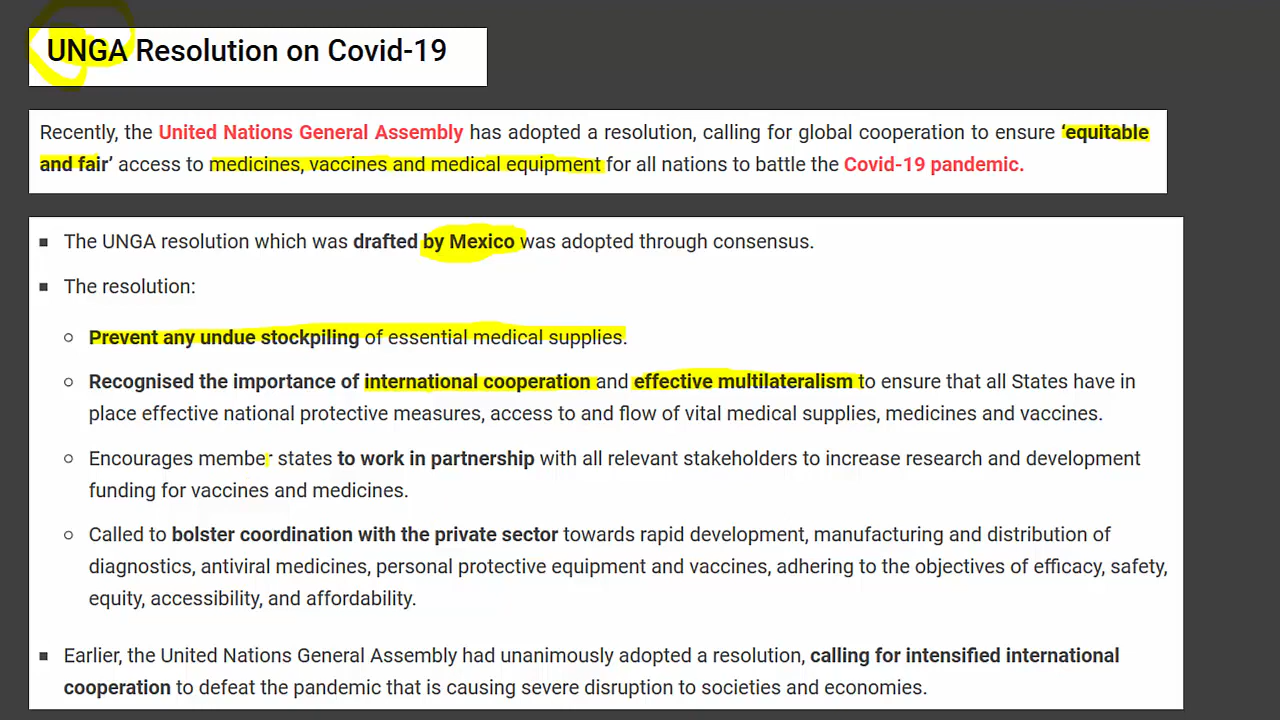 UNGA Resolution on Covid-19
Recently, the United Nations General Assembly has adopted a resolution, calling for global cooperation to ensure ‘equitable
and fair’ access to medicines, vaccines and medical equipment for all nations to battle the Covid-19 pandemic.
▪ The UNGA resolution which was drafted by Mexico was adopted through consensus.
▪ The resolution:
○ Prevent any undue stockpiling of essential medical supplies.
○ Recognised the importance of international cooperation and effective multilateralism to ensure that all States have in
place effective national protective measures, access to and flow of vital medical supplies, medicines and vaccines.
○ Encourages member states to work in partnership with all relevant stakeholders to increase research and development
funding for vaccines and medicines.
○ Called to bolster coordination with the private sector towards rapid development, manufacturing and distribution of
diagnostics, antiviral medicines, personal protective equipment and vaccines, adhering to the objectives of efficacy, safety,
equity, accessibility, and affordability.
▪ Earlier, the United Nations General Assembly had unanimously adopted a resolution, calling for intensified international
cooperation to defeat the pandemic that is causing severe disruption to societies and economies.